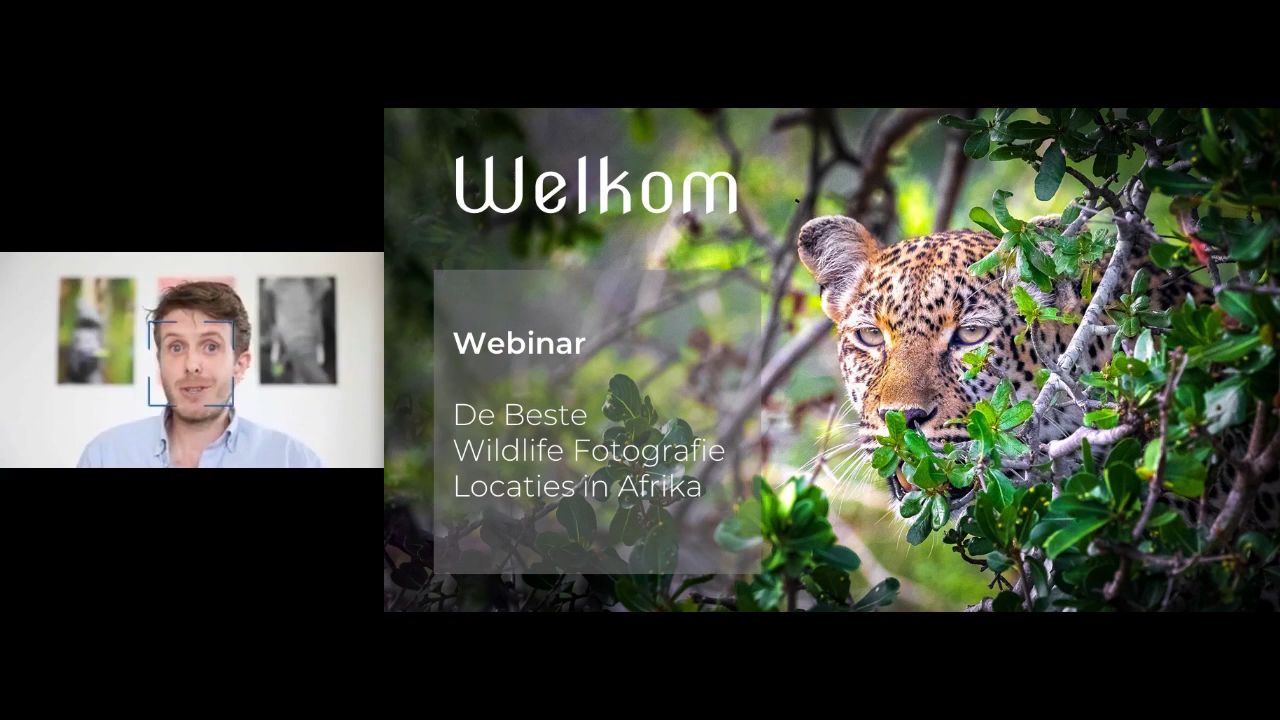 Welkom
Webinar
De Beste
Wildlife Fotografie
Locaties in Afrika